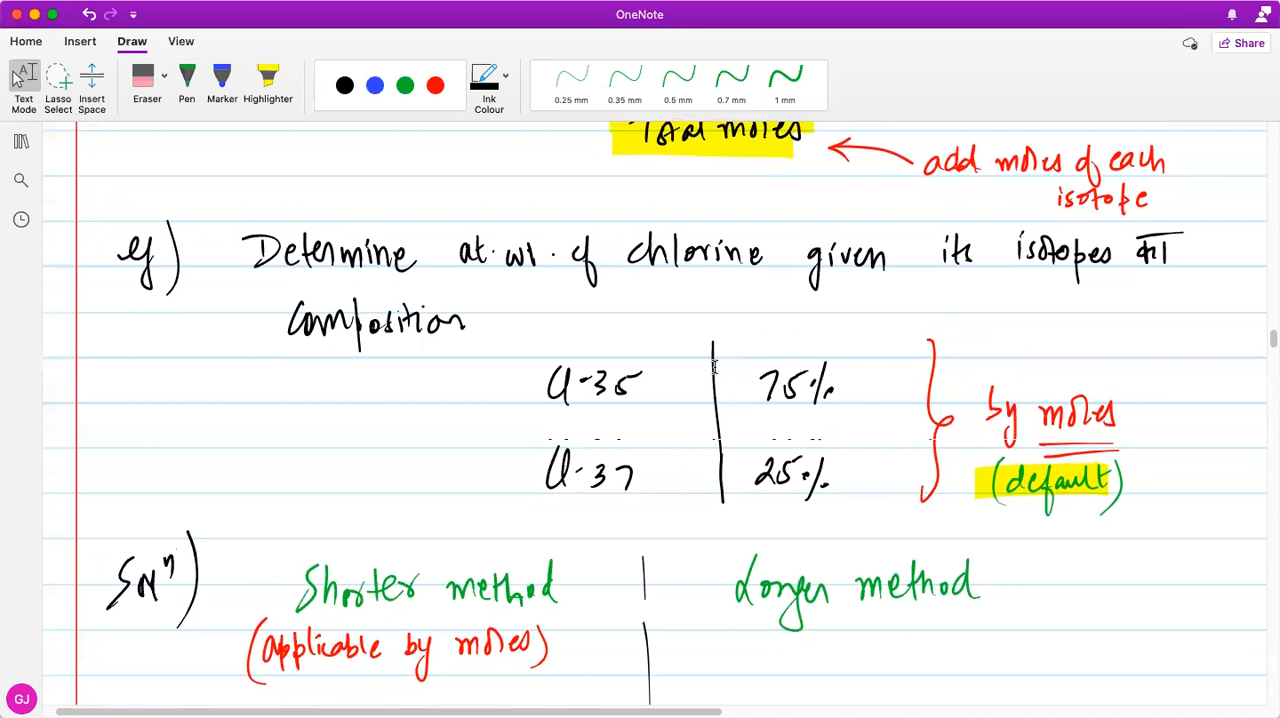 OneNote
Home Insert Draw View
Share
Text Mode
Lasso Select
Insert Space
Eraser
Pen
Marker
Highlighter
Ink Colour
0.25 mm 0.35 mm 0.5 mm 0.7 mm 1 mm
Total moles
add moles of each
isotope
eg) Determine at. wt. of chlorine given its isotopes
composition
Cl-35 75%
Cl-37 25%
by moles
(default)
Solⁿ) Shorter method Longer method
(applicable by moles)
GJ